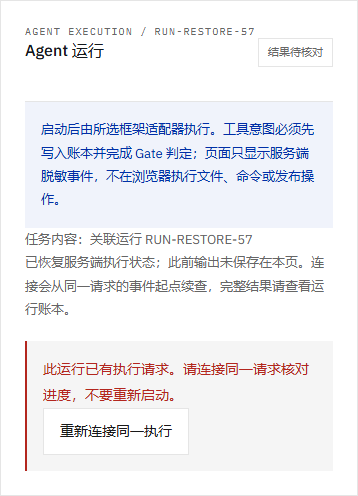 AGENT EXECUTION / RUN-RESTORE-57
Agent 运行
结果待核对
启动后由所选框架适配器执行。工具意图必须先
写入账本并完成 Gate 判定；页面只显示服务端
脱敏事件，不在浏览器执行文件、命令或发布操
作。
任务内容：关联运行 RUN-RESTORE-57
已恢复服务端执行状态；此前输出未保存在本页。连
接会从同一请求的事件起点续查，完整结果请查看运
行账本。
此运行已有执行请求。请连接同一请求核对
进度，不要重新启动。
重新连接同一执行